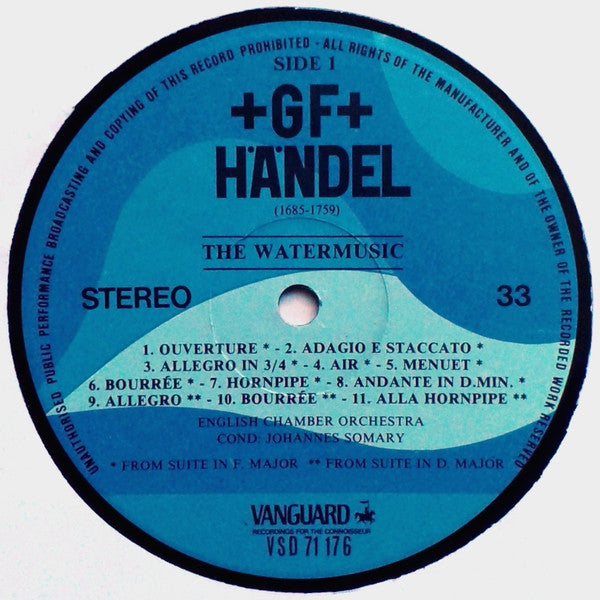 UNAUTHORISED PUBLIC PERFORMANCE BROADCASTING AND COPYING OF THIS RECORD PROHIBITED - ALL RIGHTS OF THE MANUFACTURER AND OF THE OWNER OF THE RECORDED WORK RESERVED
SIDE 1
+GF+
HÄNDEL
(1685-1759)
THE WATERMUSIC
STEREO 33
1. OUVERTURE * - 2. ADAGIO E STACCATO *
3. ALLEGRO IN 3/4 * - 4. AIR * - 5. MENUET *
6. BOURRÉE * - 7. HORNPIPE * - 8. ANDANTE IN D.MIN. *
9. ALLEGRO ** - 10. BOURRÉE ** - 11. ALLA HORNPIPE **
ENGLISH CHAMBER ORCHESTRA
COND: JOHANNES SOMARY
* FROM SUITE IN F. MAJOR ** FROM SUITE IN D. MAJOR
VANGUARD
RECORDINGS FOR THE CONNOISSEUR
VSD 71 176